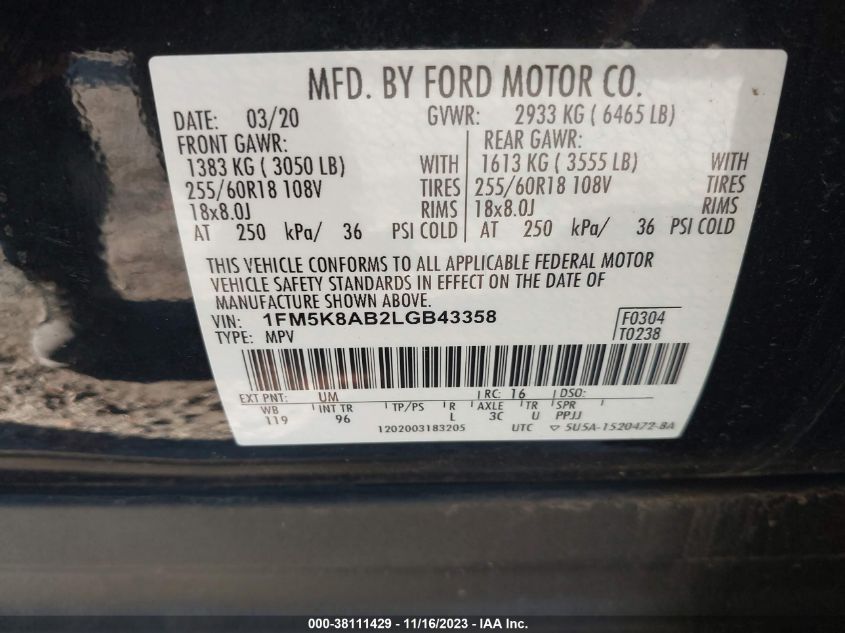 MFD. BY FORD MOTOR CO.
DATE: 03/20 GVWR: 2933 KG ( 6465 LB)
FRONT GAWR: REAR GAWR:
1383 KG ( 3050 LB) WITH 1613 KG ( 3555 LB) WITH
255/60R18 108V TIRES 255/60R18 108V TIRES
18x8.0J RIMS 18x8.0J RIMS
AT 250 kPa/ 36 PSI COLD AT 250 kPa/ 36 PSI COLD
THIS VEHICLE CONFORMS TO ALL APPLICABLE FEDERAL MOTOR
VEHICLE SAFETY STANDARDS IN EFFECT ON THE DATE OF
MANUFACTURE SHOWN ABOVE.
VIN: 1FM5K8AB2LGB43358 F0304
TYPE: MPV T0238
EXT PNT: UM RC: 16 DSO:
WB INT TR TP/PS R AXLE TR SPR
119 96 L 3C U PPJJ
1202003183205 UTC ▽ 5U5A-1520472-BA
000-38111429 - 11/16/2023 - IAA Inc.